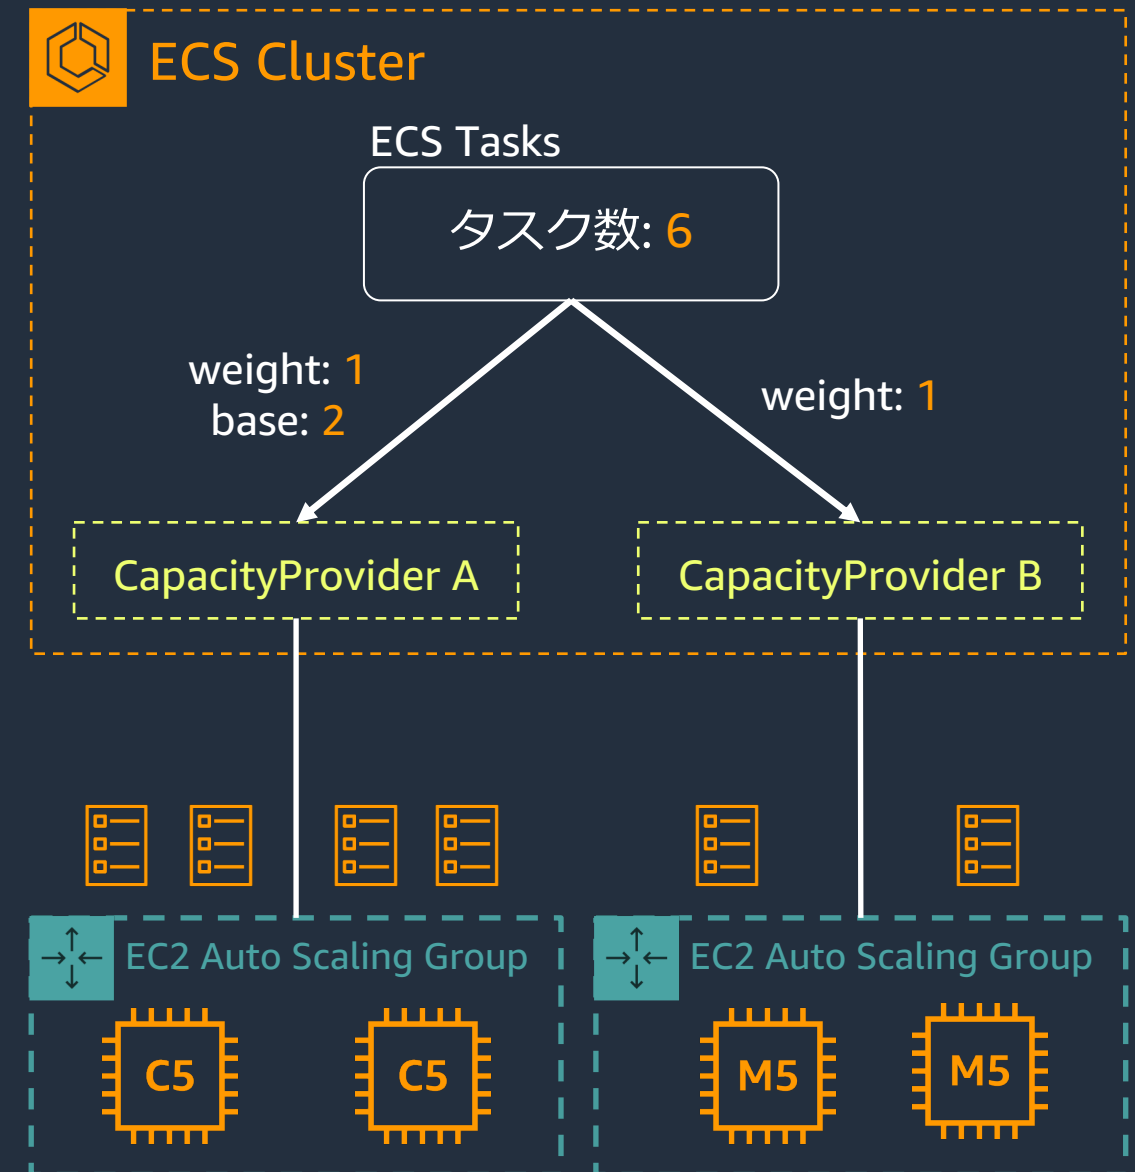 ECS Cluster
ECS Tasks
タスク数: 6
weight: 1
base: 2
weight: 1
CapacityProvider A
CapacityProvider B
EC2 Auto Scaling Group
EC2 Auto Scaling Group
C5
C5
M5
M5